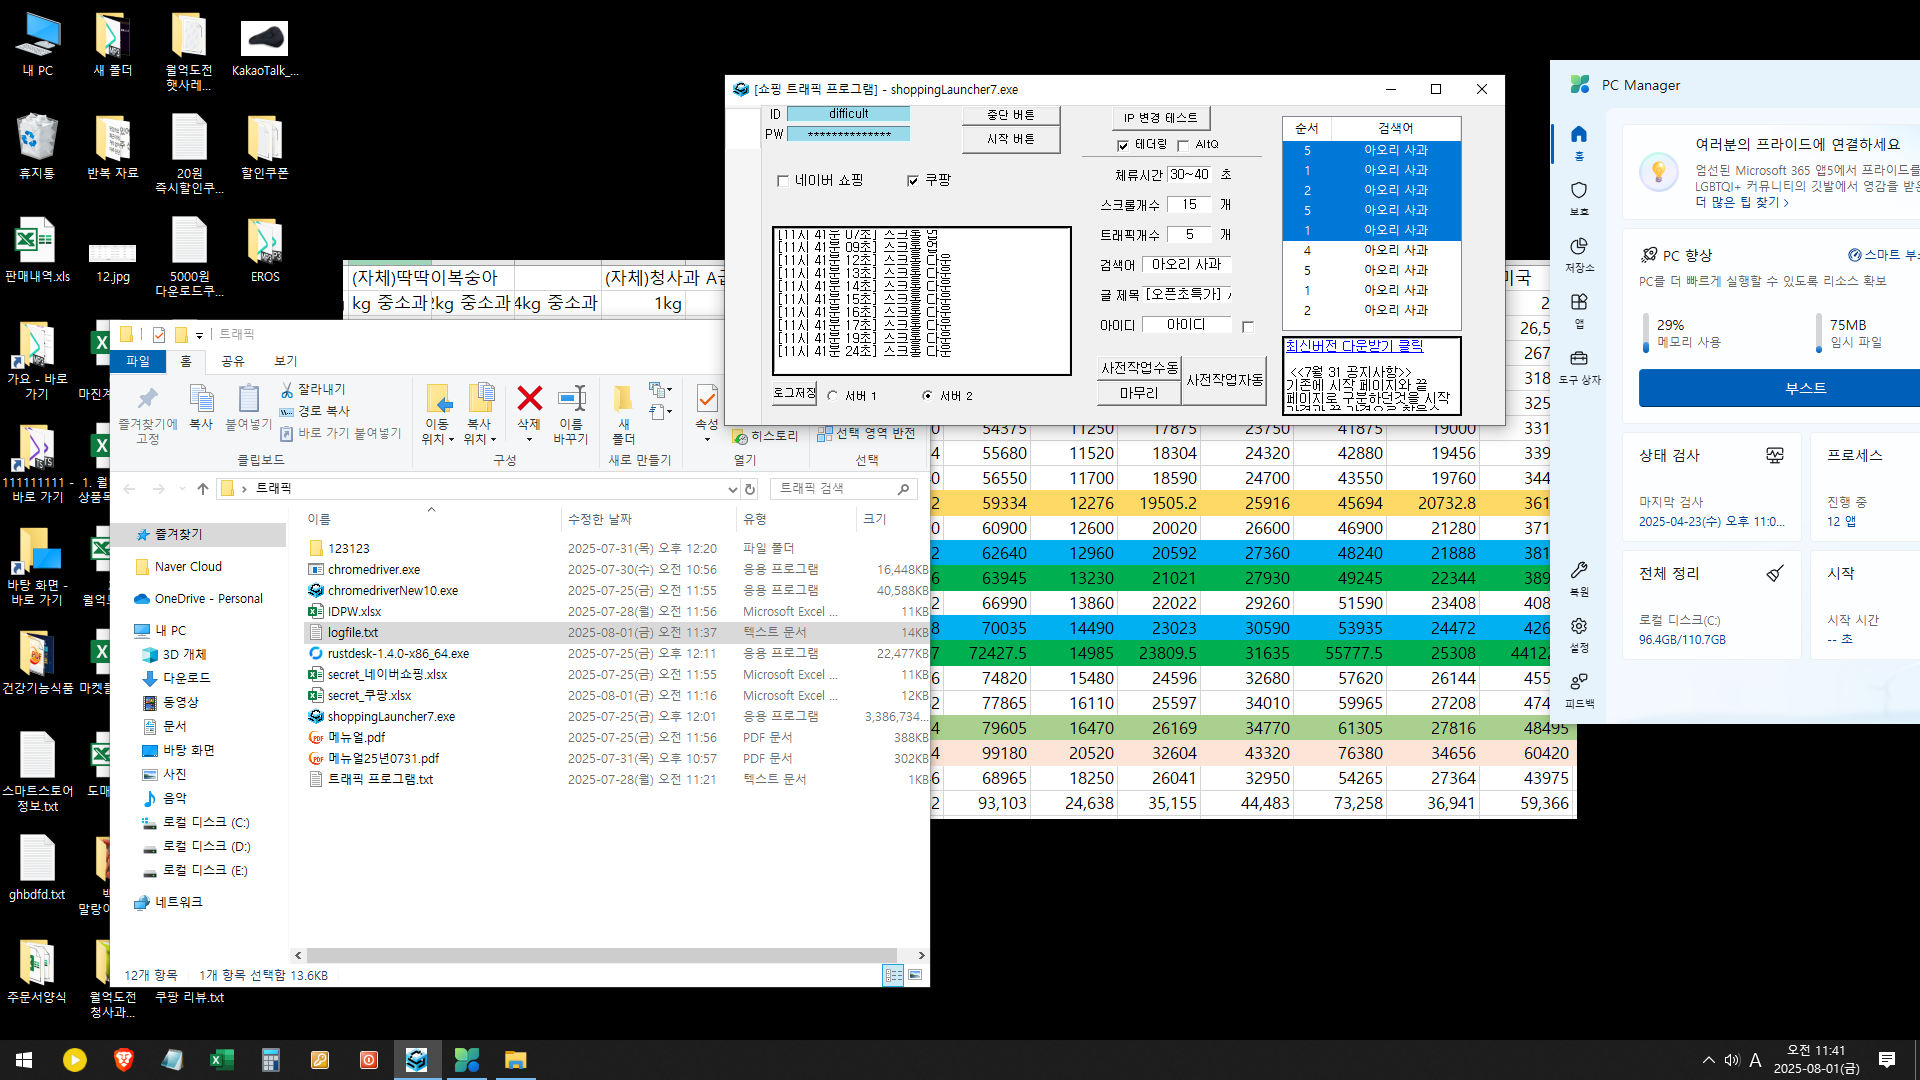 내 PC
새 폴더
월억도전
햇사레...
KakaoTalk_...
휴지통
반복 자료
20원
즉시할인쿠...
할인쿠폰
판매내역.xls
12.jpg
5000원
다운로드쿠...
EROS
가요 - 바로
가기
111111111 -
바로 가기
바탕 화면 -
바로 가기
건강기능식품
스마트스토어
정보.txt
ghbdfd.txt
주문서양식
월억도전
청사과...
쿠팡 리뷰.txt
[쇼핑 트래픽 프로그램] - shoppingLauncher7.exe
ID
difficult
PW
**************
중단 버튼
시작 버튼
네이버 쇼핑
쿠팡
[11시 41분 07초] 스크롤 업
[11시 41분 09초] 스크롤 업
[11시 41분 12초] 스크롤 다운
[11시 41분 13초] 스크롤 다운
[11시 41분 14초] 스크롤 다운
[11시 41분 15초] 스크롤 다운
[11시 41분 16초] 스크롤 다운
[11시 41분 17초] 스크롤 다운
[11시 41분 19초] 스크롤 다운
[11시 41분 24초] 스크롤 다운
로그저장
서버 1
서버 2
IP 변경 테스트
테더링
AltQ
체류시간 30~40 초
스크롤개수 15 개
트래픽개수 5 개
검색어 아오리 사과
글 제목 [오픈초특가]
아이디 아이디
사전작업수동
마무리
사전작업자동
순서 검색어
5 아오리 사과
1 아오리 사과
2 아오리 사과
5 아오리 사과
1 아오리 사과
4 아오리 사과
5 아오리 사과
1 아오리 사과
2 아오리 사과
최신버전 다운받기 클릭
<<7월 31 공지사항>>
기존에 시작 페이지와 끝
페이지로 구분하던것을 시작
(자체)딱딱이복숭아
(자체)청사과 A급
kg 중소과
kg 중소과
4kg 중소과
1kg
트래픽
파일
홈
공유
보기
즐겨찾기에
고정
복사
붙여넣기
잘라내기
경로 복사
바로 가기 붙여넣기
클립보드
이동
위치
복사
위치
삭제
이름
바꾸기
구성
새
폴더
새로 만들기
속성
히스토리
열기
선택 영역 반전
선택
트래픽
트래픽 검색
즐겨찾기
Naver Cloud
OneDrive - Personal
내 PC
3D 개체
다운로드
동영상
문서
바탕 화면
사진
음악
로컬 디스크 (C:)
로컬 디스크 (D:)
로컬 디스크 (E:)
네트워크
이름 수정한 날짜 유형 크기
123123 2025-07-31(목) 오후 12:20 파일 폴더
chromedriver.exe 2025-07-30(수) 오전 10:56 응용 프로그램 16,448KB
chromedriverNew10.exe 2025-07-25(금) 오전 11:55 응용 프로그램 40,588KB
IDPW.xlsx 2025-07-28(월) 오전 11:56 Microsoft Excel ... 11KB
logfile.txt 2025-08-01(금) 오전 11:37 텍스트 문서 14KB
rustdesk-1.4.0-x86_64.exe 2025-07-25(금) 오후 12:11 응용 프로그램 22,477KB
secret_네이버쇼핑.xlsx 2025-07-25(금) 오전 11:55 Microsoft Excel ... 11KB
secret_쿠팡.xlsx 2025-08-01(금) 오전 11:16 Microsoft Excel ... 12KB
shoppingLauncher7.exe 2025-07-25(금) 오후 12:01 응용 프로그램 3,386,734...
메뉴얼.pdf 2025-07-25(금) 오전 11:56 PDF 문서 388KB
메뉴얼25년0731.pdf 2025-07-31(목) 오전 10:57 PDF 문서 302KB
트래픽 프로그램.txt 2025-07-28(월) 오전 11:21 텍스트 문서 1KB
12개 항목
1개 항목 선택함 13.6KB
54375 11250 17875 23750 41875 19000 331
4 55680 11520 18304 24320 42880 19456 339
0 56550 11700 18590 24700 43550 19760 344
2 59334 12276 19505.2 25916 45694 20732.8 361
0 60900 12600 20020 26600 46900 21280 371
2 62640 12960 20592 27360 48240 21888 381
6 63945 13230 21021 27930 49245 22344 389
2 66990 13860 22022 29260 51590 23408 408
8 70035 14490 23023 30590 53935 24472 426
7 72427.5 14985 23809.5 31635 55777.5 25308 4412
6 74820 15480 24596 32680 57620 26144 455
2 77865 16110 25597 34010 59965 27208 474
4 79605 16470 26169 34770 61305 27816 48495
4 99180 20520 32604 43320 76380 34656 60420
6 68965 18250 26041 32950 54265 27364 43975
2 93,103 24,638 35,155 44,483 73,258 36,941 59,366
미국
2
26,5
267
318
325
PC Manager
홈
보호
저장소
앱
도구 상자
복원
설정
피드백
여러분의 프라이드에 연결하세요
엄선된 Microsoft 365 앱5에서 프라이드를
LGBTQI+ 커뮤니티의 깃발에서 영감을 받은
더 많은 팁 찾기 >
PC 향상
스마트 부스
PC를 더 빠르게 실행할 수 있도록 리소스 확보
29%
메모리 사용
75MB
임시 파일
부스트
상태 검사
마지막 검사
2025-04-23(수) 오후 11:0...
프로세스
진행 중
12 앱
전체 정리
로컬 디스크(C:)
96.4GB/110.7GB
시작
시작 시간
-- 초
A
오전 11:41
2025-08-01(금)